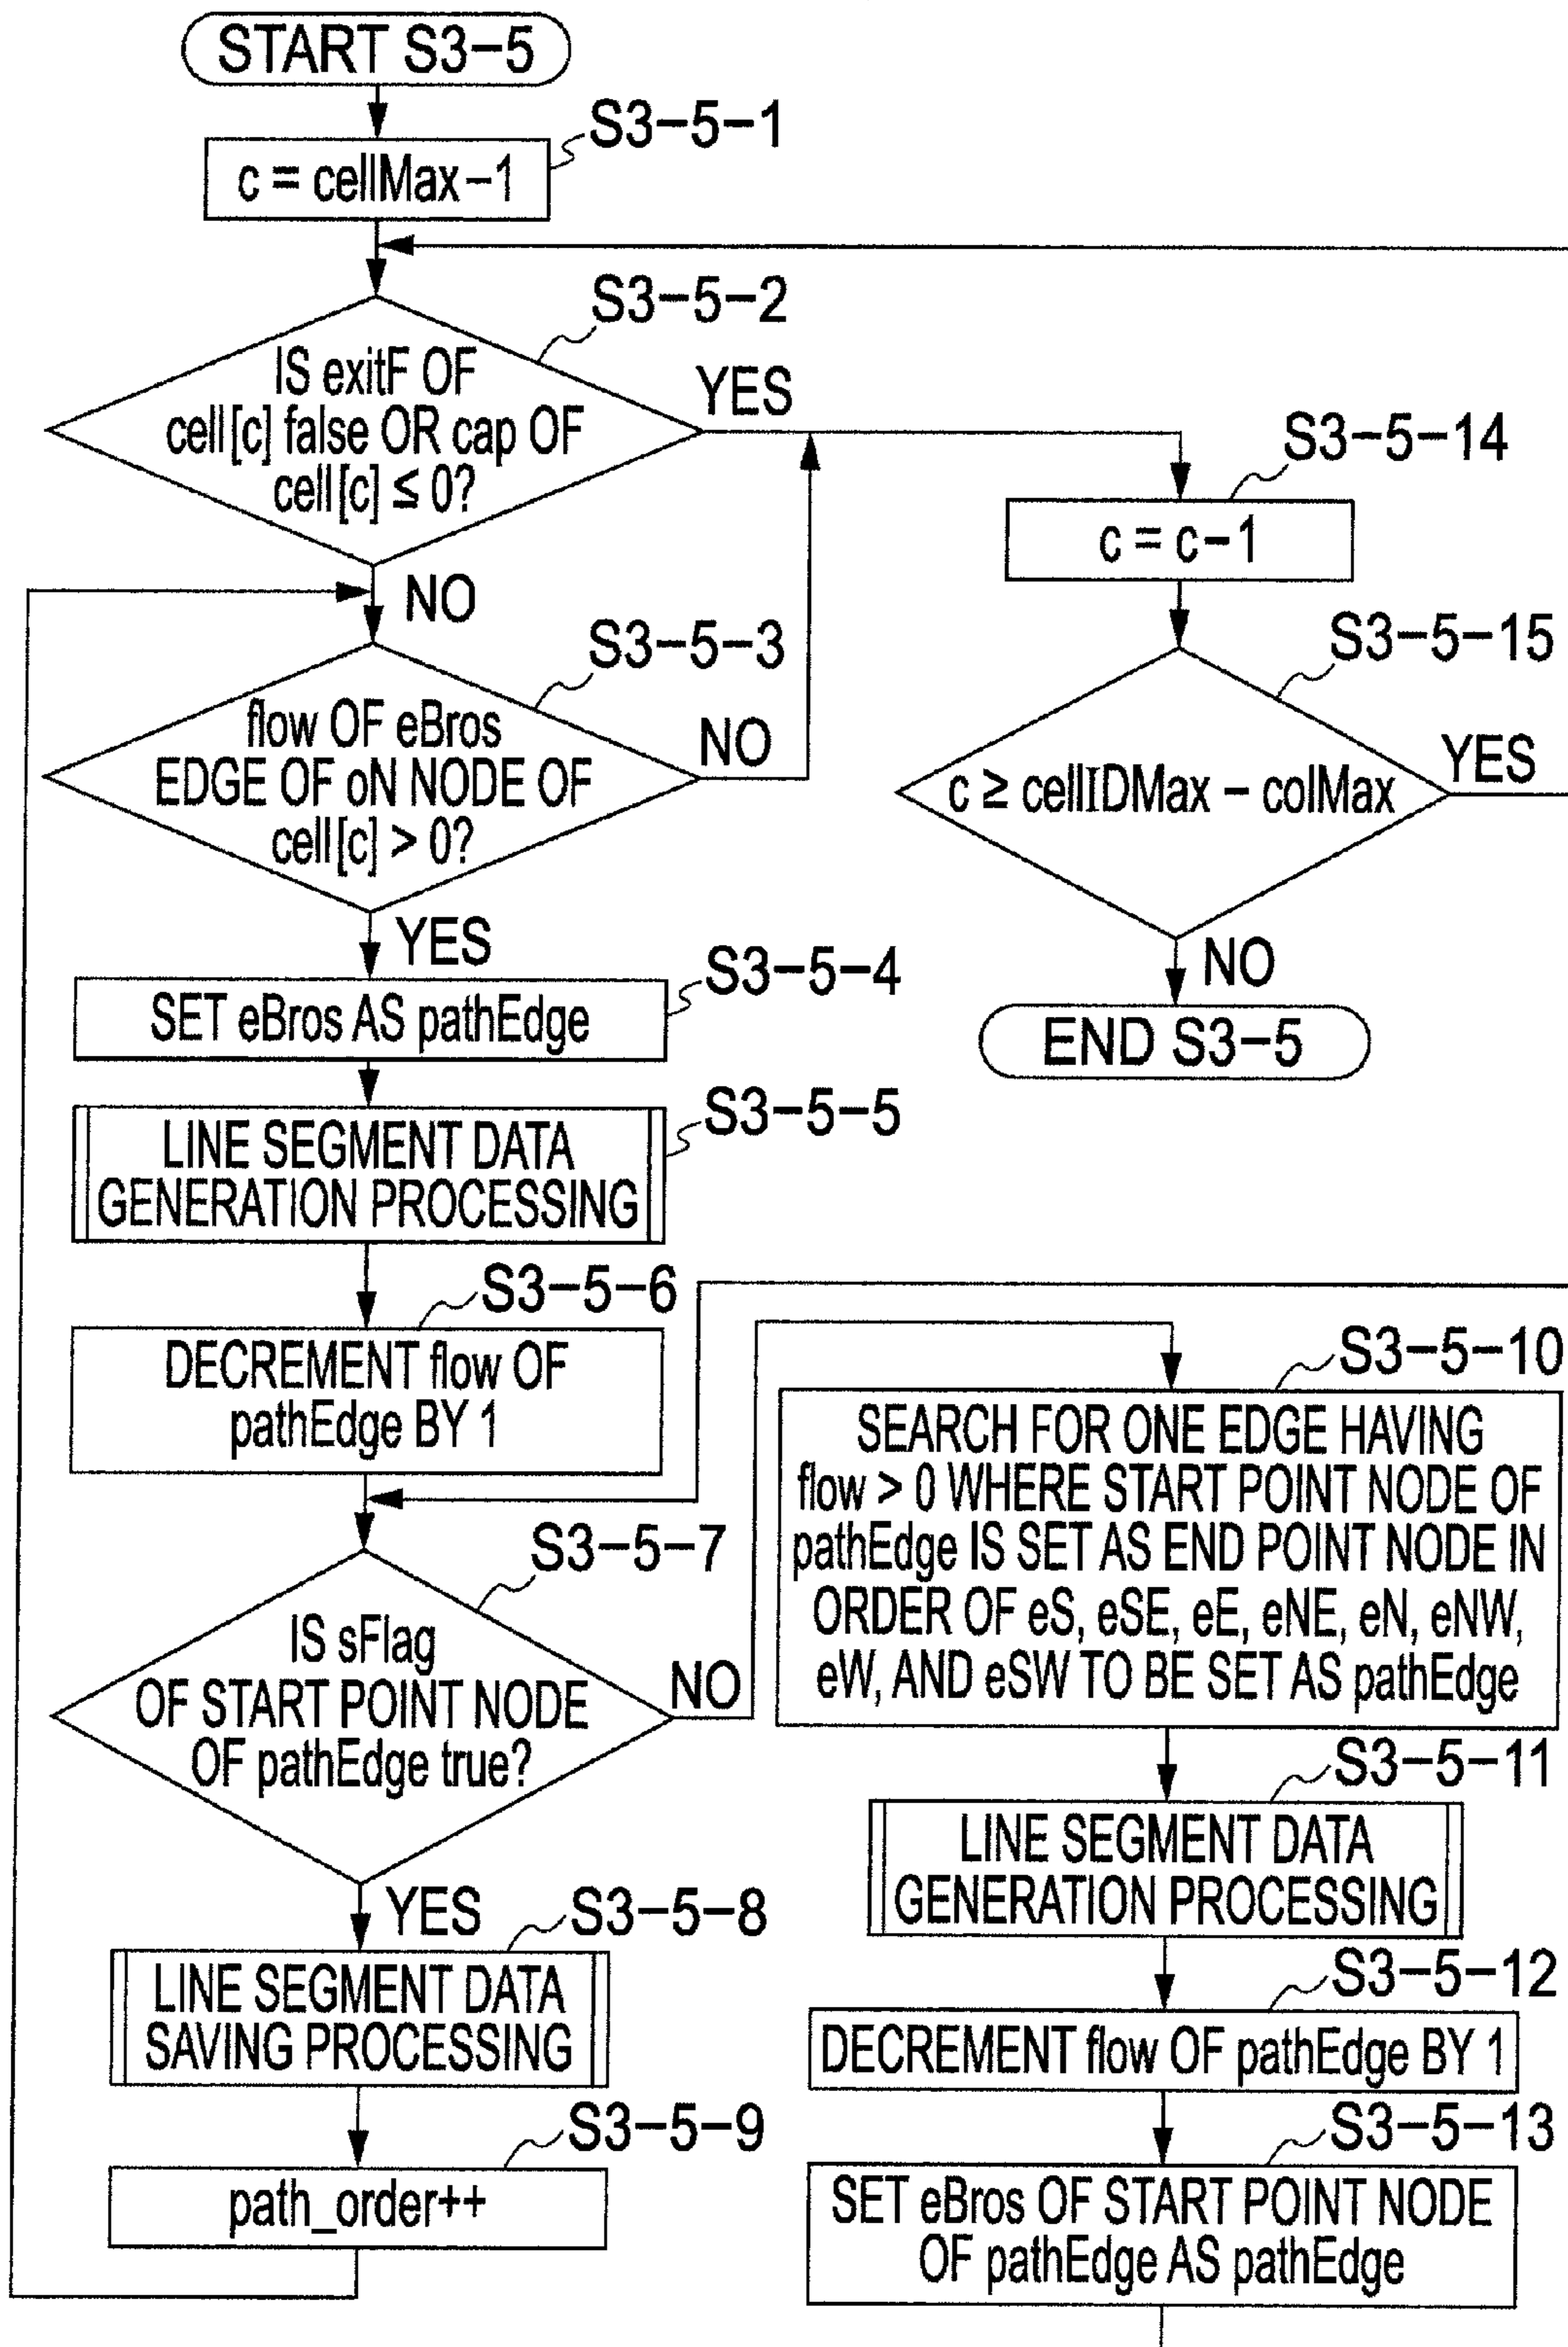 START S3-5
S3-5-1
c = cellMax-1
S3-5-2
IS exitF OF
cell[c] false OR cap OF
cell[c] ≤ 0?
YES
NO
S3-5-3
flow OF eBros
EDGE OF oN NODE OF
cell[c] > 0?
NO
YES
S3-5-4
SET eBros AS pathEdge
S3-5-5
LINE SEGMENT DATA
GENERATION PROCESSING
S3-5-6
DECREMENT flow OF
pathEdge BY 1
S3-5-7
IS sFlag
OF START POINT NODE
OF pathEdge true?
NO
YES
S3-5-8
LINE SEGMENT DATA
SAVING PROCESSING
S3-5-9
path_order++
S3-5-14
c = c-1
S3-5-15
c ≥ cellIDMax - colMax
YES
NO
END S3-5
S3-5-10
SEARCH FOR ONE EDGE HAVING
flow > 0 WHERE START POINT NODE OF
pathEdge IS SET AS END POINT NODE IN
ORDER OF eS, eSE, eE, eNE, eN, eNW,
eW, AND eSW TO BE SET AS pathEdge
S3-5-11
LINE SEGMENT DATA
GENERATION PROCESSING
S3-5-12
DECREMENT flow OF pathEdge BY 1
S3-5-13
SET eBros OF START POINT NODE
OF pathEdge AS pathEdge